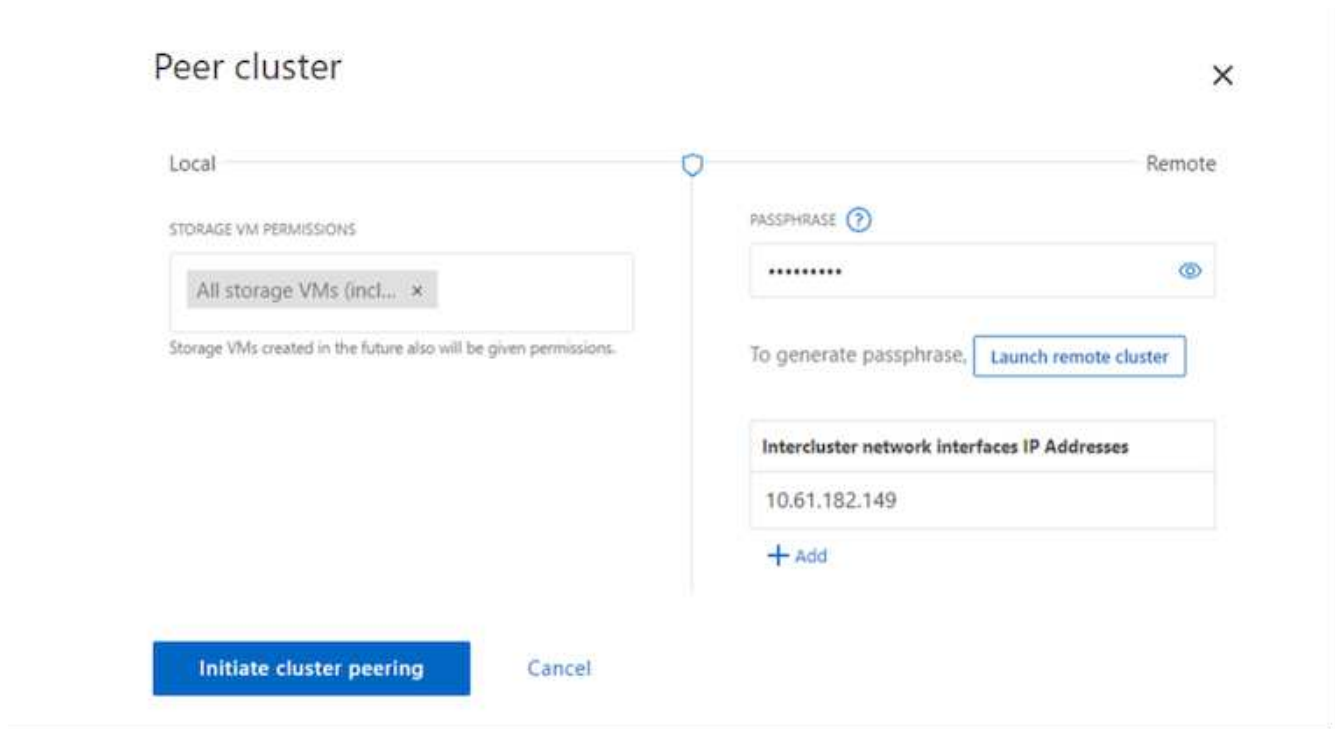 Peer cluster
Local
Remote
STORAGE VM PERMISSIONS
All storage VMs (incl... ×
Storage VMs created in the future also will be given permissions.
PASSPHRASE ?
•••••••••
To generate passphrase, Launch remote cluster
Intercluster network interfaces IP Addresses
10.61.182.149
+ Add
Initiate cluster peering
Cancel